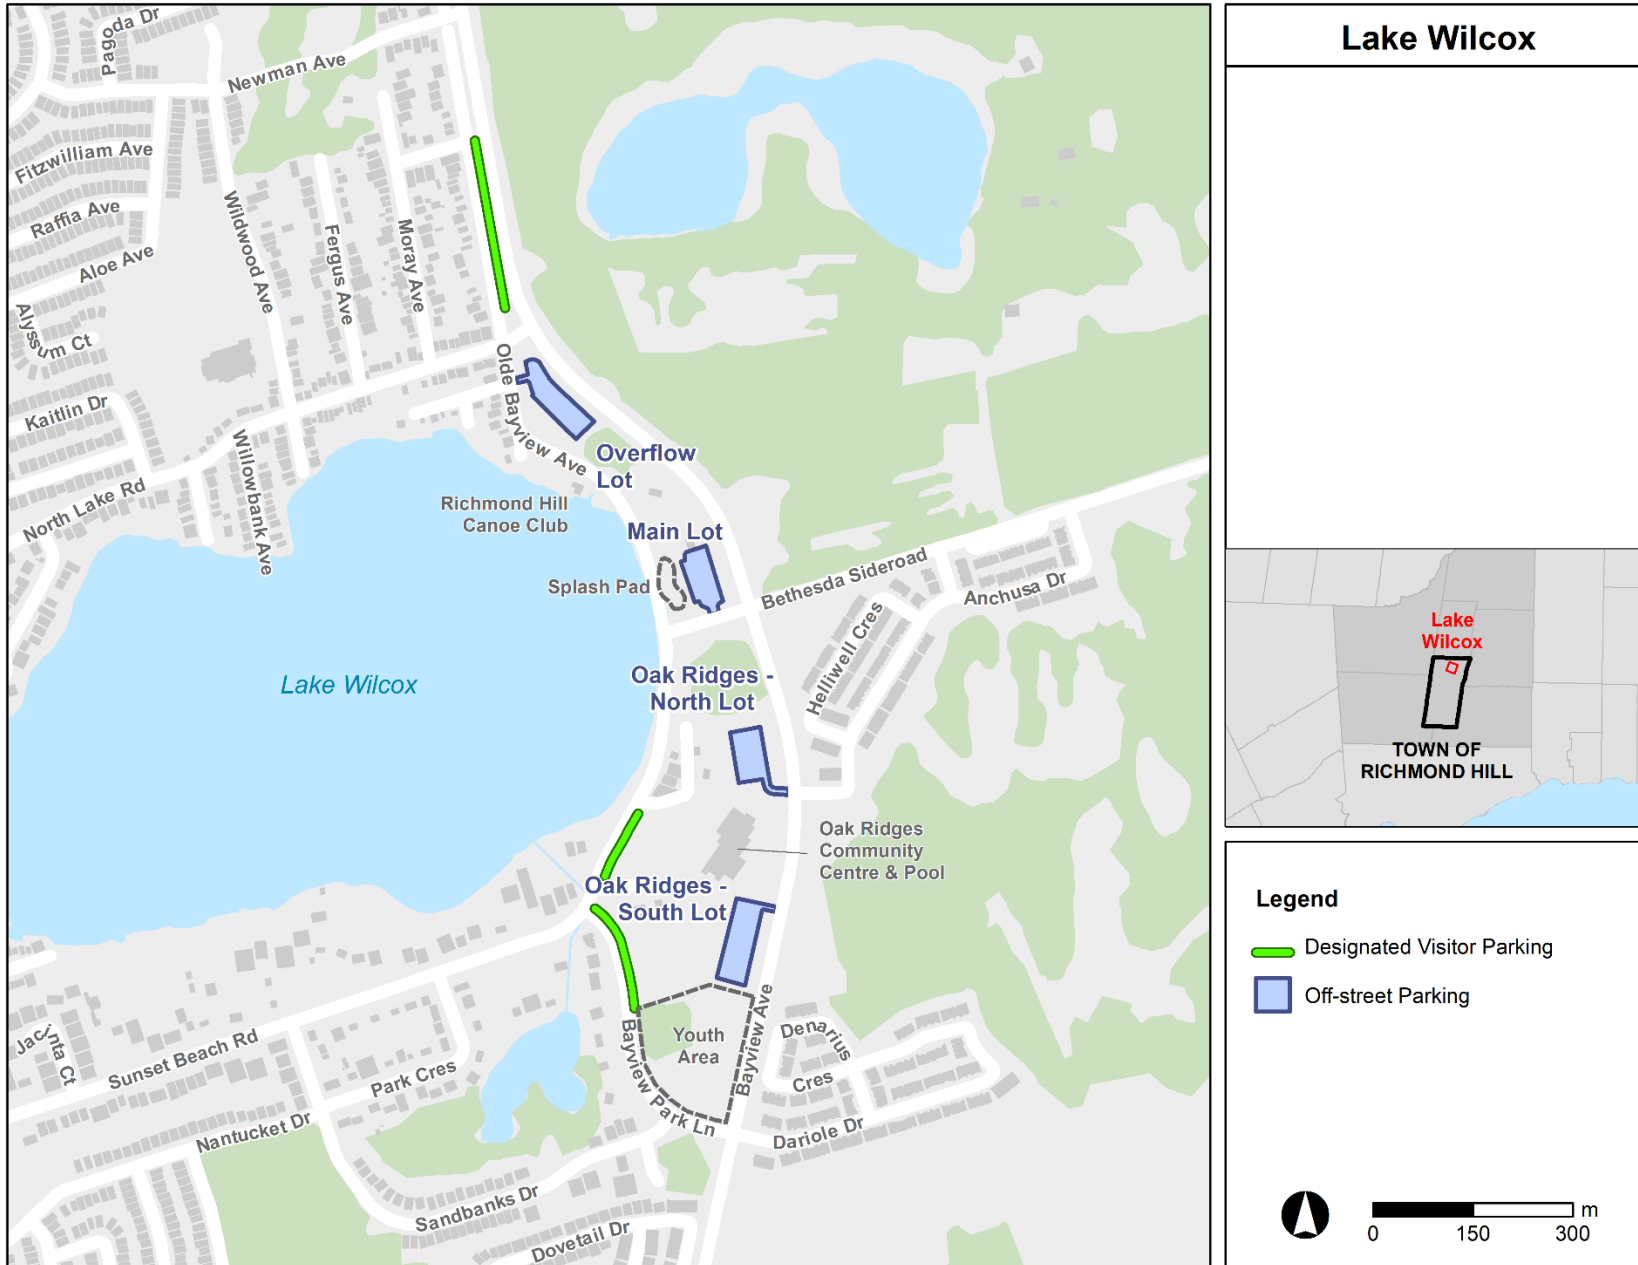 Lake Wilcox
Pagoda Dr
Newman Ave
Fitzwilliam Ave
Raffia Ave
Aloe Ave
Alyssum Ct
Wildwood Ave
Fergus Ave
Moray Ave
Kaitlin Dr
North Lake Rd
Willowbank Ave
Olde Bayview Ave
Overflow
Lot
Richmond Hill
Canoe Club
Main Lot
Splash Pad
Bethesda Sideroad
Anchusa Dr
Helliwell Cres
Oak Ridges -
North Lot
Lake Wilcox
Oak Ridges
Community
Centre & Pool
Oak Ridges -
South Lot
Youth
Area
Bayview Ave
Bayview Park Ln
Denarius
Cres
Dariole Dr
Jacinta Ct
Sunset Beach Rd
Park Cres
Nantucket Dr
Sandbanks Dr
Dovetail Dr
Lake
Wilcox
TOWN OF
RICHMOND HILL
Legend
Designated Visitor Parking
Off-street Parking
m
0 150 300